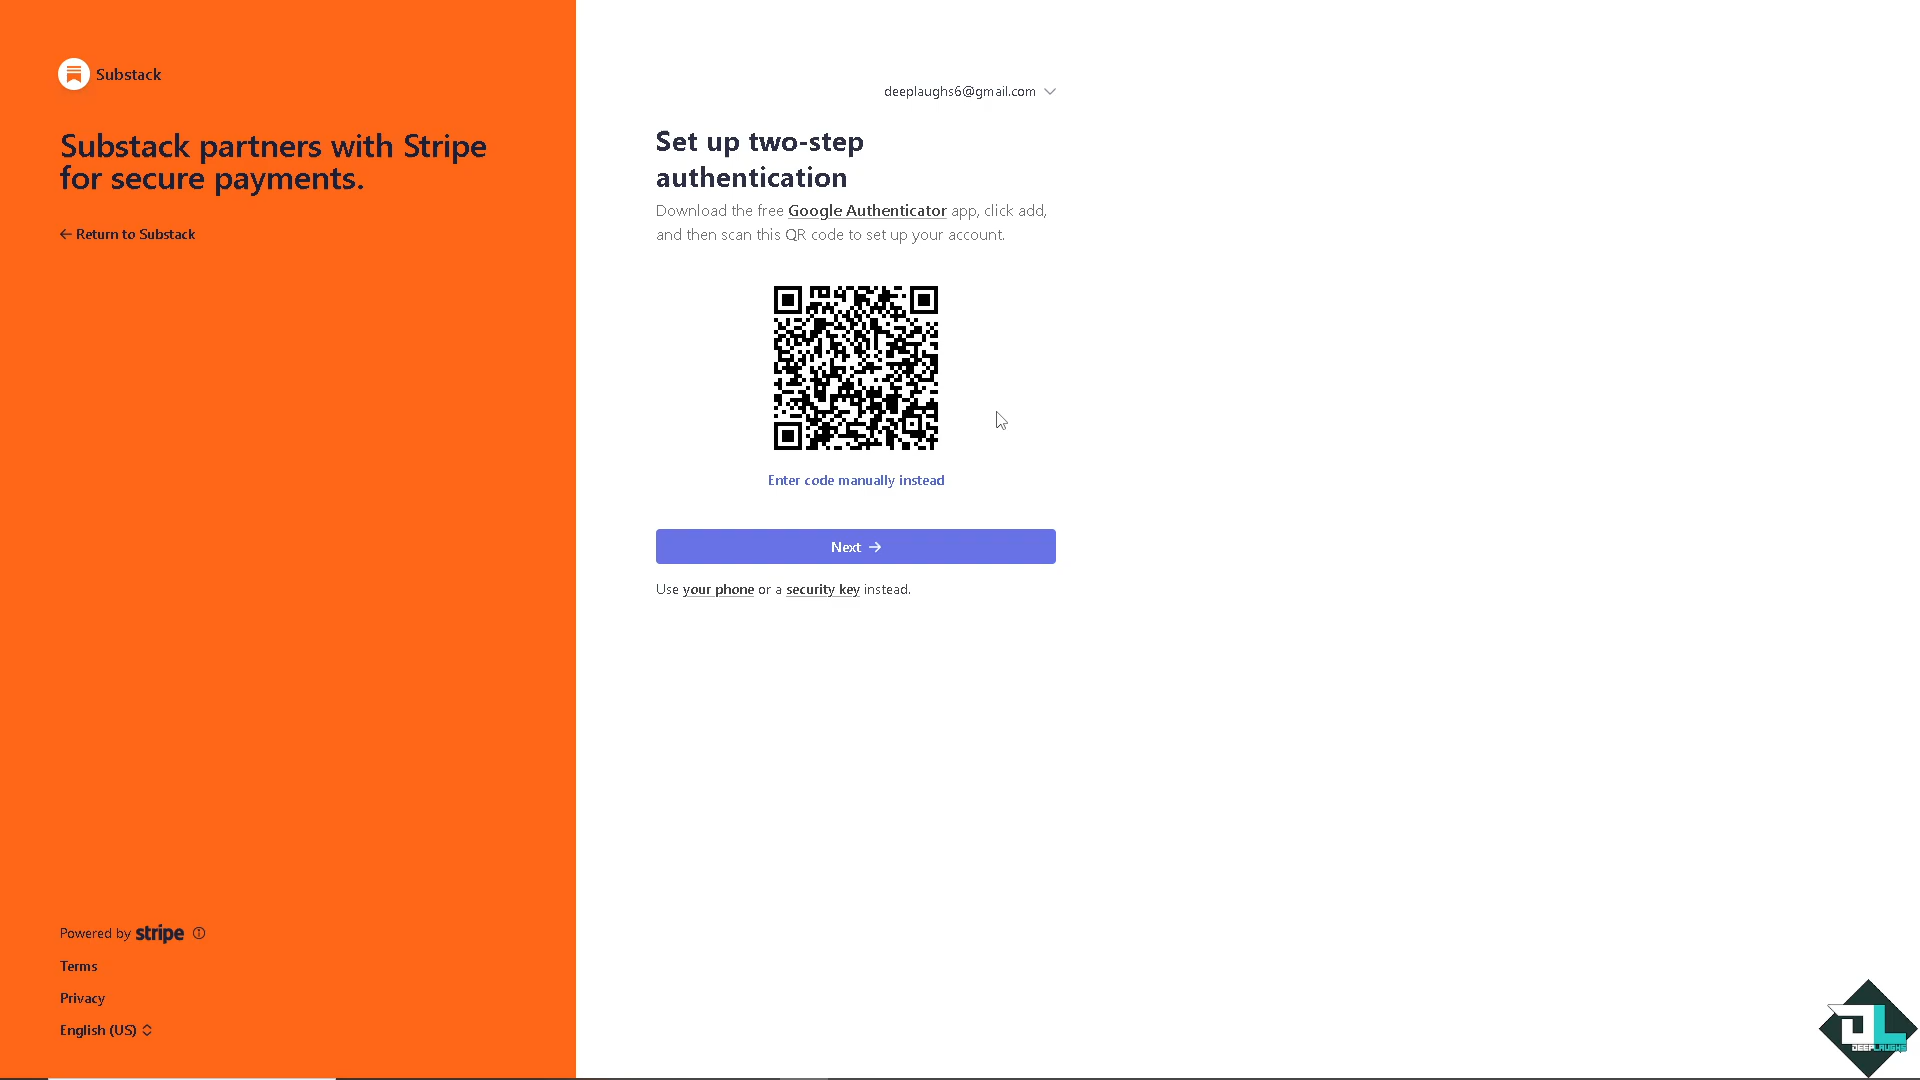 Substack
Substack partners with Stripe
for secure payments.
← Return to Substack
Powered by stripe
Terms
Privacy
English (US)
deeplaughs6@gmail.com
Set up two-step
authentication
Download the free Google Authenticator app, click add,
and then scan this QR code to set up your account.
Enter code manually instead
Next →
Use your phone or a security key instead.
DL
DEEPLAUGHS